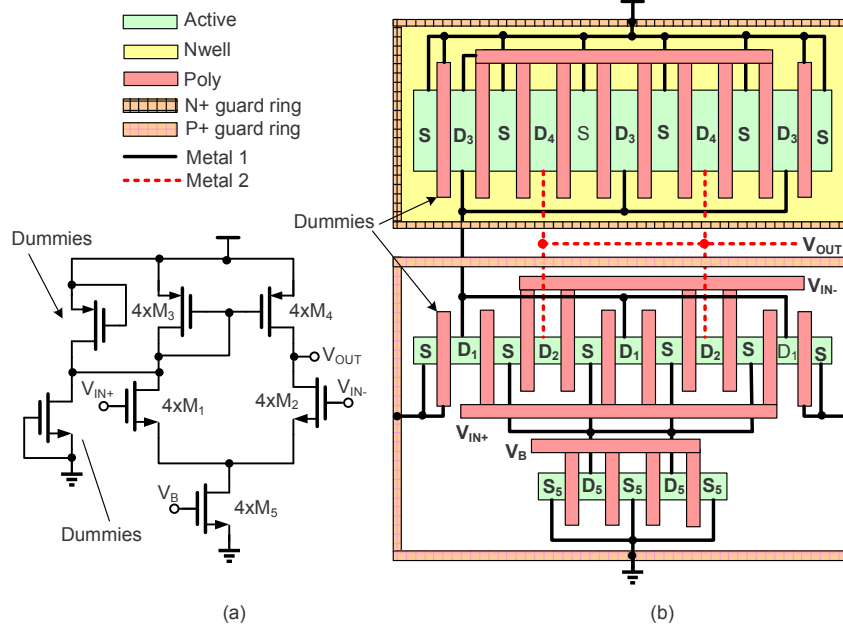 Active
Nwell
Poly
N+ guard ring
P+ guard ring
Metal 1
Metal 2
Dummies
Dummies
4xM3
4xM4
VOUT
VIN+
4xM1
4xM2
VIN-
VB
4xM5
Dummies
(a)
S D3 S D4 S D3 S D4 S D3 S
VOUT
VIN-
S D1 S D2 S D1 S D2 S D1 S
VIN+
VB
S5 D5 S5 D5 S5
(b)